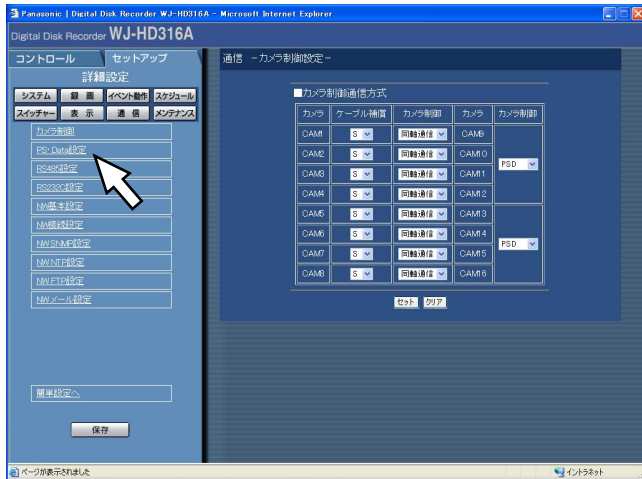 Panasonic | Digital Disk Recorder WJ-HD316A - Microsoft Internet Explorer
Digital Disk Recorder WJ-HD316A
コントロール セットアップ
詳細設定
システム 録 画 イベント動作 スケジュール
スイッチャー 表 示 通 信 メンテナンス
カメラ制御
PS･Data設定
RS485設定
RS232C設定
NW基本設定
NW接続設定
NW SNMP設定
NW NTP設定
NW FTP設定
NWメール設定
簡単設定へ
保存
通信 －カメラ制御設定－
■カメラ制御通信方式
カメラ ケーブル補償 カメラ制御 カメラ カメラ制御
CAM1 S 同軸通信 CAM9 PSD
CAM2 S 同軸通信 CAM10
CAM3 S 同軸通信 CAM11
CAM4 S 同軸通信 CAM12
CAM5 S 同軸通信 CAM13 PSD
CAM6 S 同軸通信 CAM14
CAM7 S 同軸通信 CAM15
CAM8 S 同軸通信 CAM16
セット クリア
ページが表示されました イントラネット